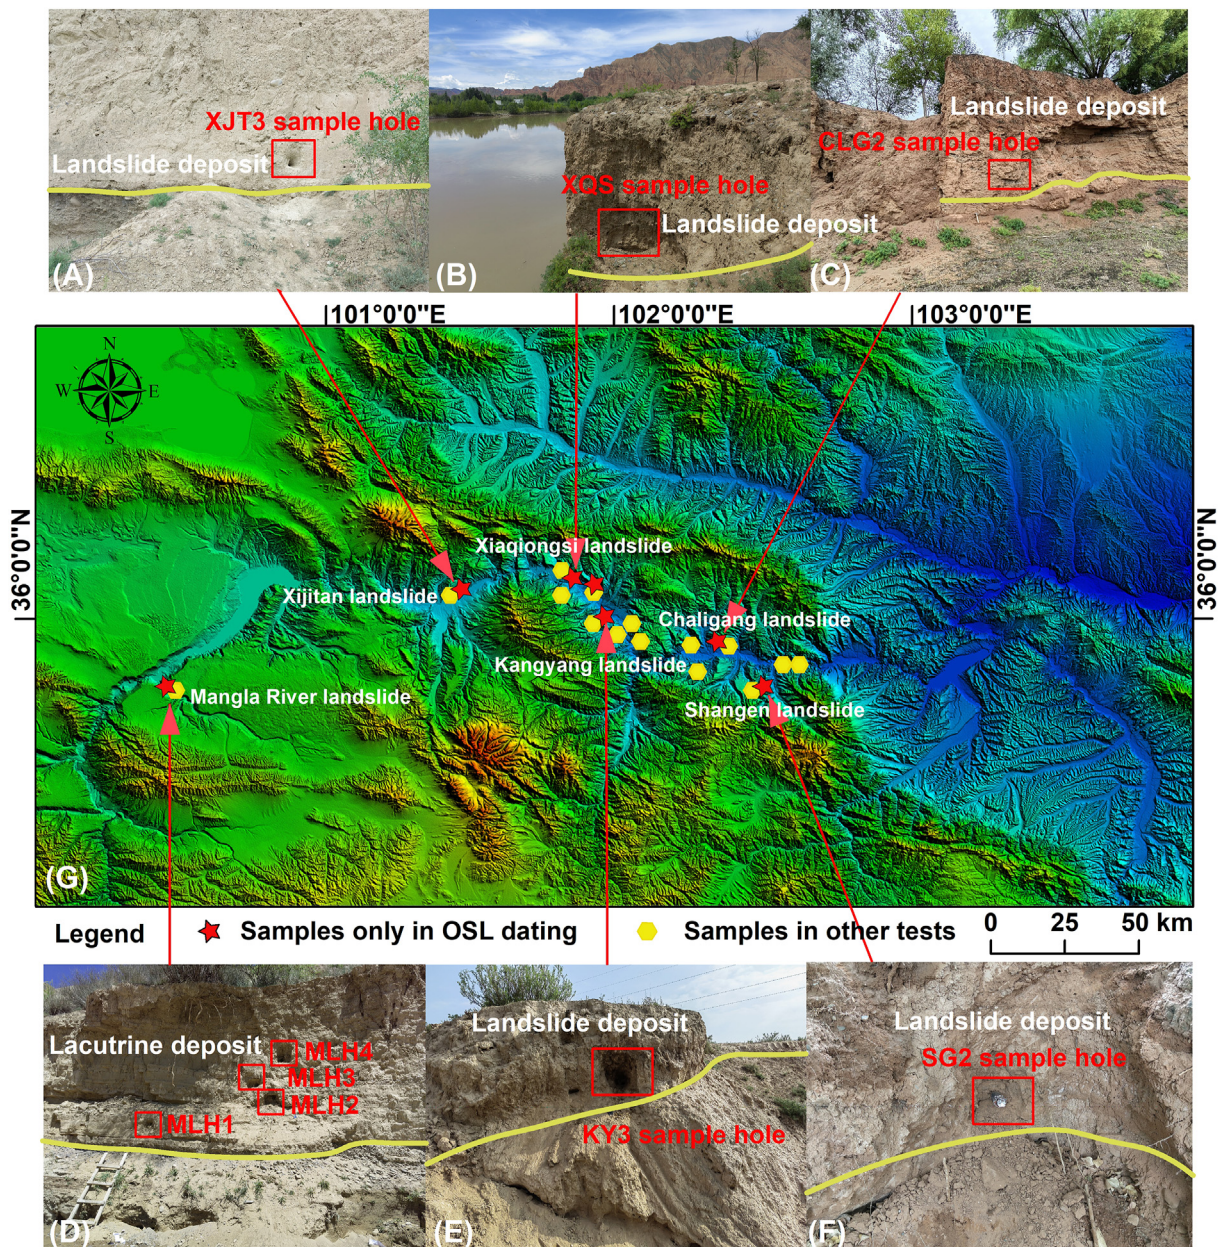 XJT3 sample hole
Landslide deposit
(A)
XQS sample hole
Landslide deposit
(B)
Landslide deposit
CLG2 sample hole
(C)
101°0'0"E
102°0'0"E
103°0'0"E
N
W E
S
36°0'0"N
36°0'0"N
Xiaqiongsi landslide
Xijitan landslide
Chaligang landslide
Kangyang landslide
Mangla River landslide
Shangen landslide
(G)
Legend
Samples only in OSL dating
Samples in other tests
0 25 50 km
Lacutrine deposit
MLH4
MLH3
MLH2
MLH1
(D)
Landslide deposit
KY3 sample hole
(E)
Landslide deposit
SG2 sample hole
(F)